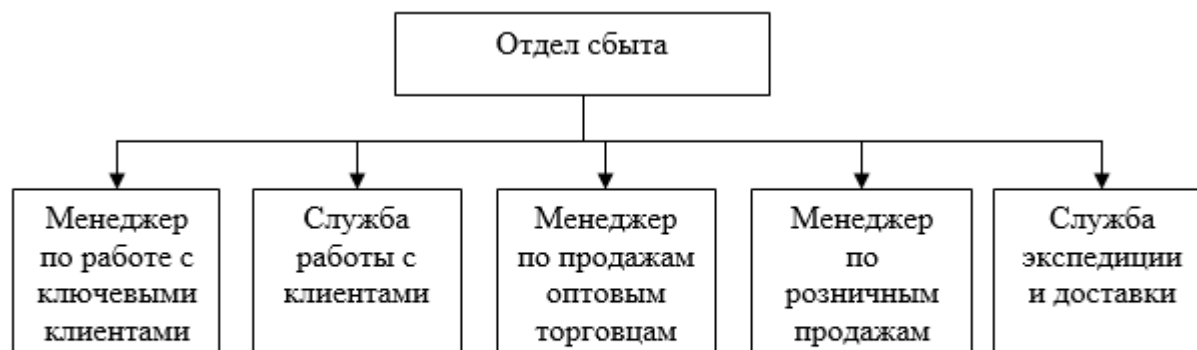 Отдел сбыта
Менеджер
по работе с
ключевыми
клиентами
Служба
работы с
клиентами
Менеджер
по продажам
оптовым
торговцам
Менеджер
по
розничным
продажам
Служба
экспедиции
и доставки